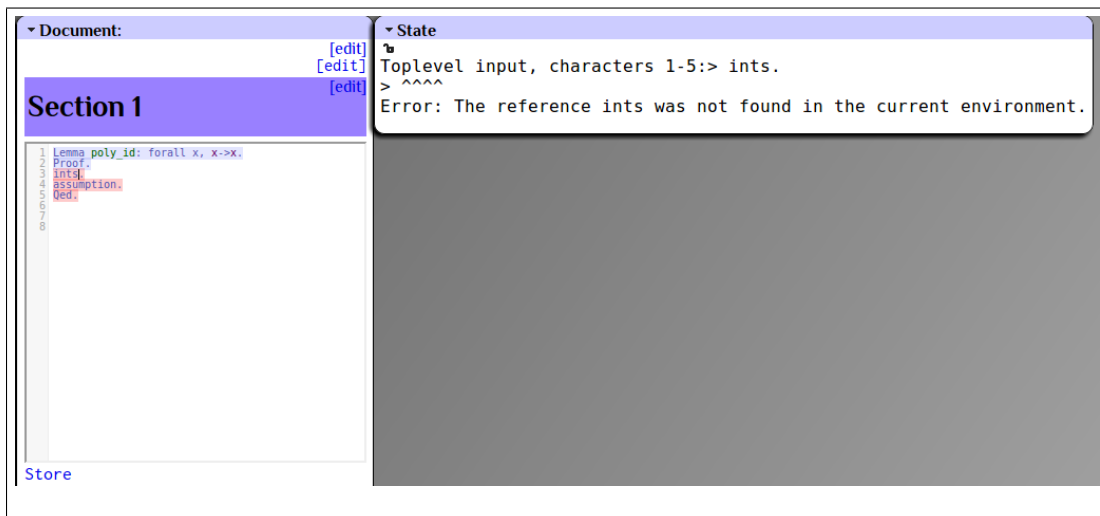 Document:
[edit]
[edit]
[edit]
Section 1
1 Lemma poly_id: forall x, x->x.
2 Proof.
3 ints.
4 assumption.
5 Qed.
6
7
8
Store
State
Toplevel input, characters 1-5:> ints.
> ^^^^
Error: The reference ints was not found in the current environment.